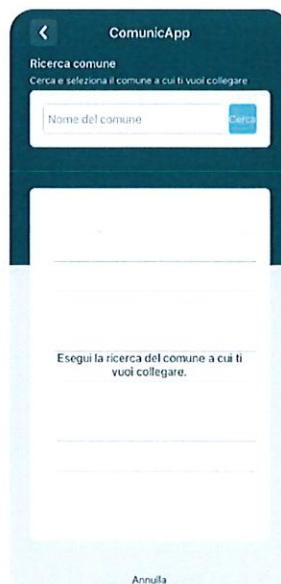 ComunicApp
Ricerca comune
Cerca e seleziona il comune a cui ti vuoi collegare
Nome del comune
Cerca
Esegui la ricerca del comune a cui ti
vuoi collegare.
Annulla